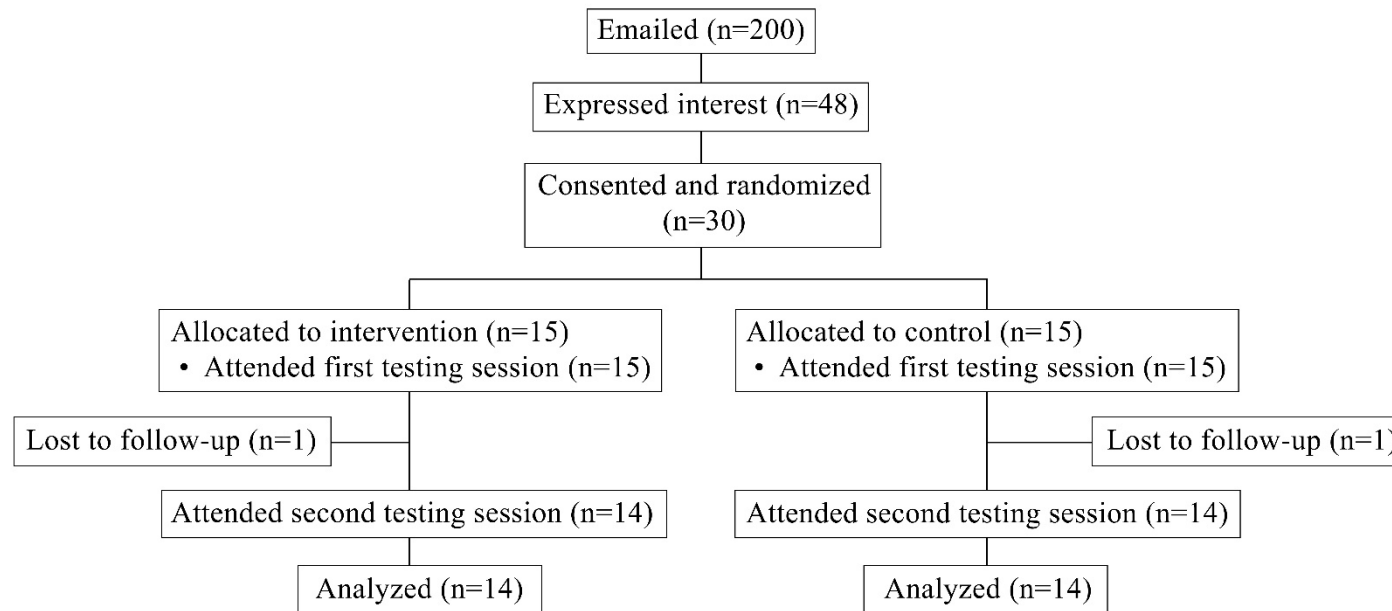 Emailed (n=200)
Expressed interest (n=48)
Consented and randomized
(n=30)
Allocated to intervention (n=15)
• Attended first testing session (n=15)
Allocated to control (n=15)
• Attended first testing session (n=15)
Lost to follow-up (n=1)
Lost to follow-up (n=1)
Attended second testing session (n=14)
Attended second testing session (n=14)
Analyzed (n=14)
Analyzed (n=14)